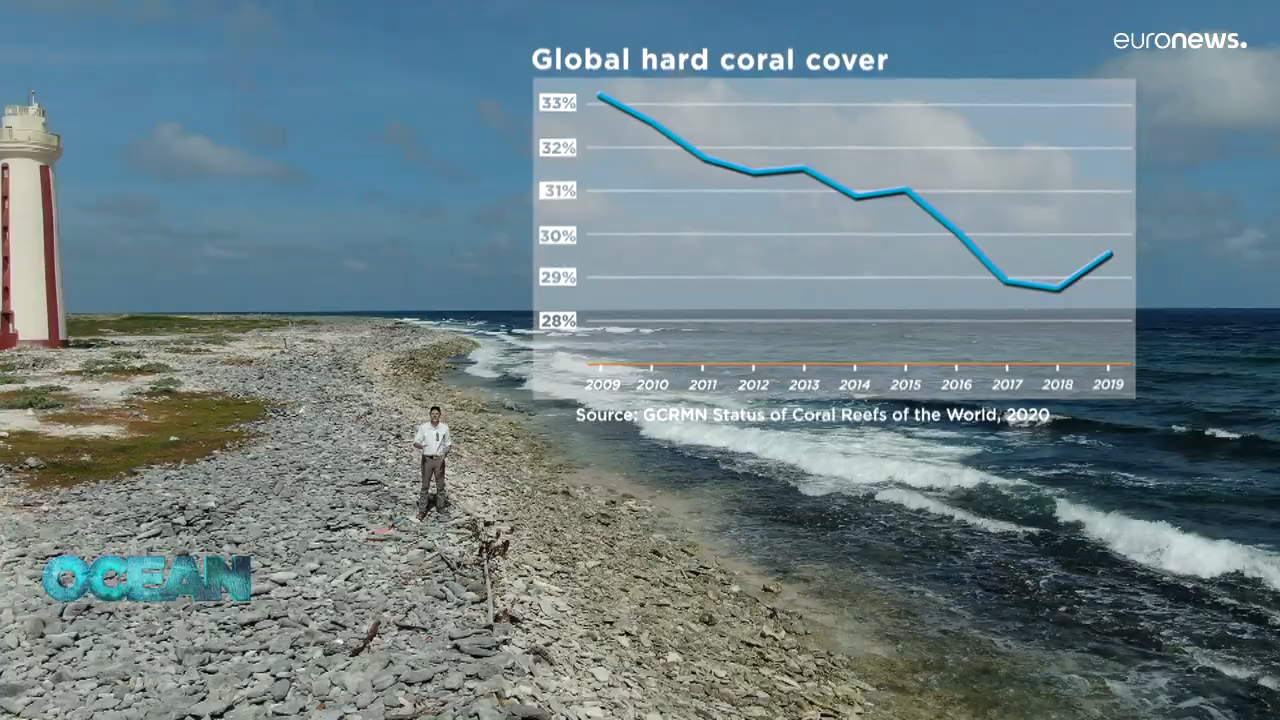 euronews.
Global hard coral cover
33%
32%
31%
30%
29%
28%
2009 2010 2011 2012 2013 2014 2015 2016 2017 2018 2019
Source: GCRMN Status of Coral Reefs of the World, 2020
OCEAN